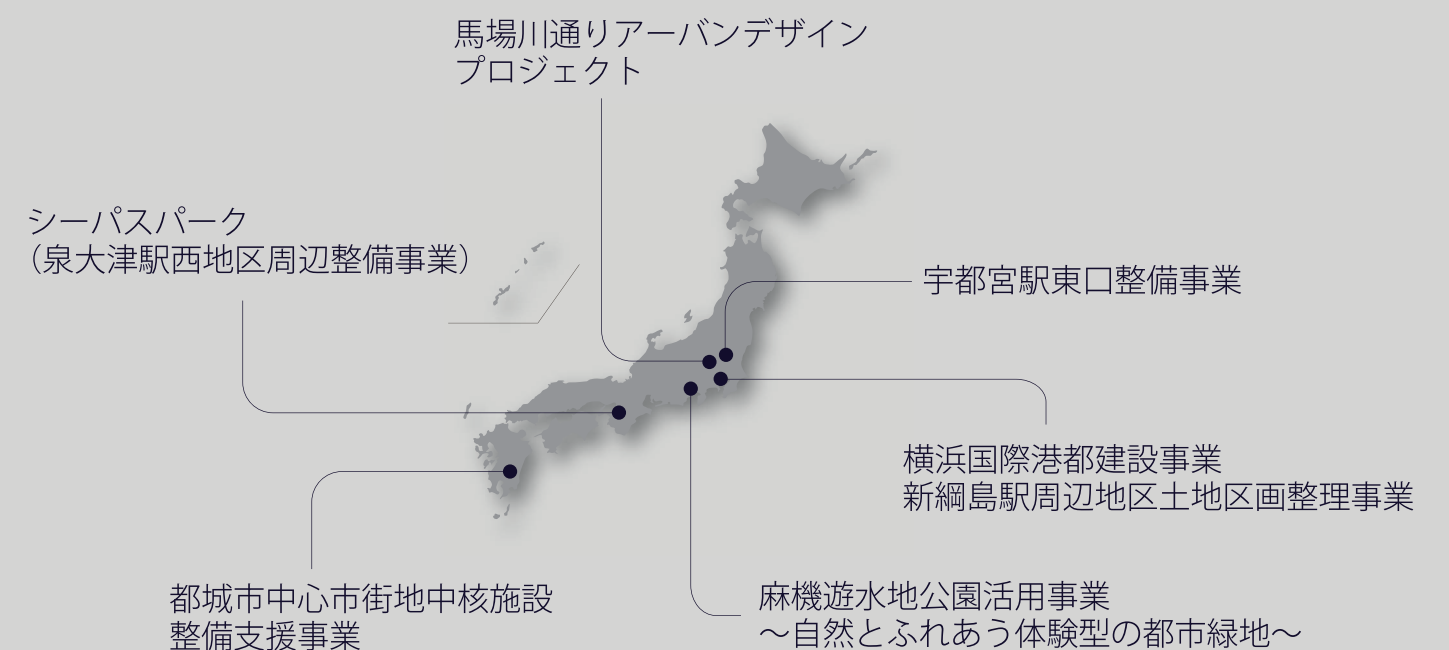 馬場川通りアーバンデザイン
プロジェクト
シーパスパーク
（泉大津駅西地区周辺整備事業）
宇都宮駅東口整備事業
横浜国際港都建設事業
新綱島駅周辺地区土地区画整理事業
都城市中心市街地中核施設
整備支援事業
麻機遊水地公園活用事業
～自然とふれあう体験型の都市緑地～